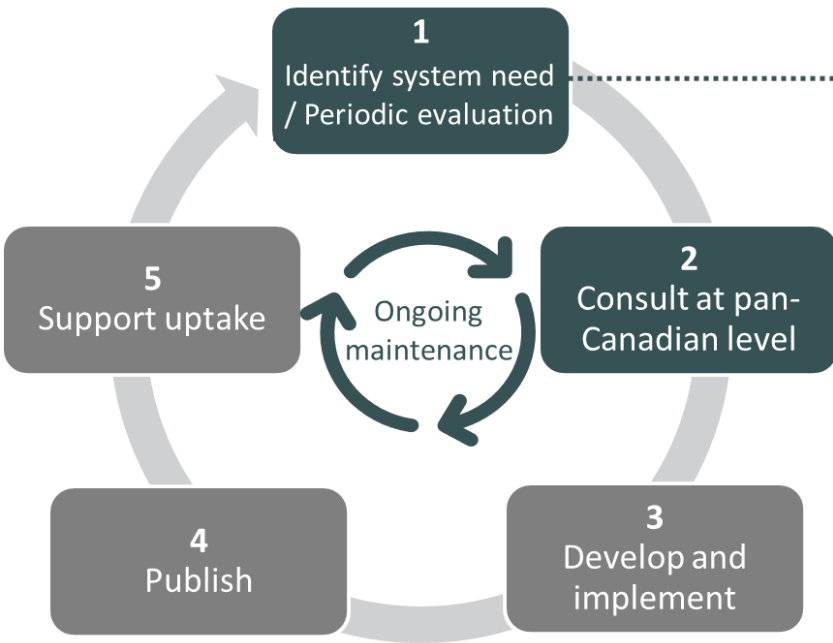 1
Identify system need
/ Periodic evaluation
2
Consult at pan-
Canadian level
3
Develop and
implement
4
Publish
5
Support uptake
Ongoing
maintenance